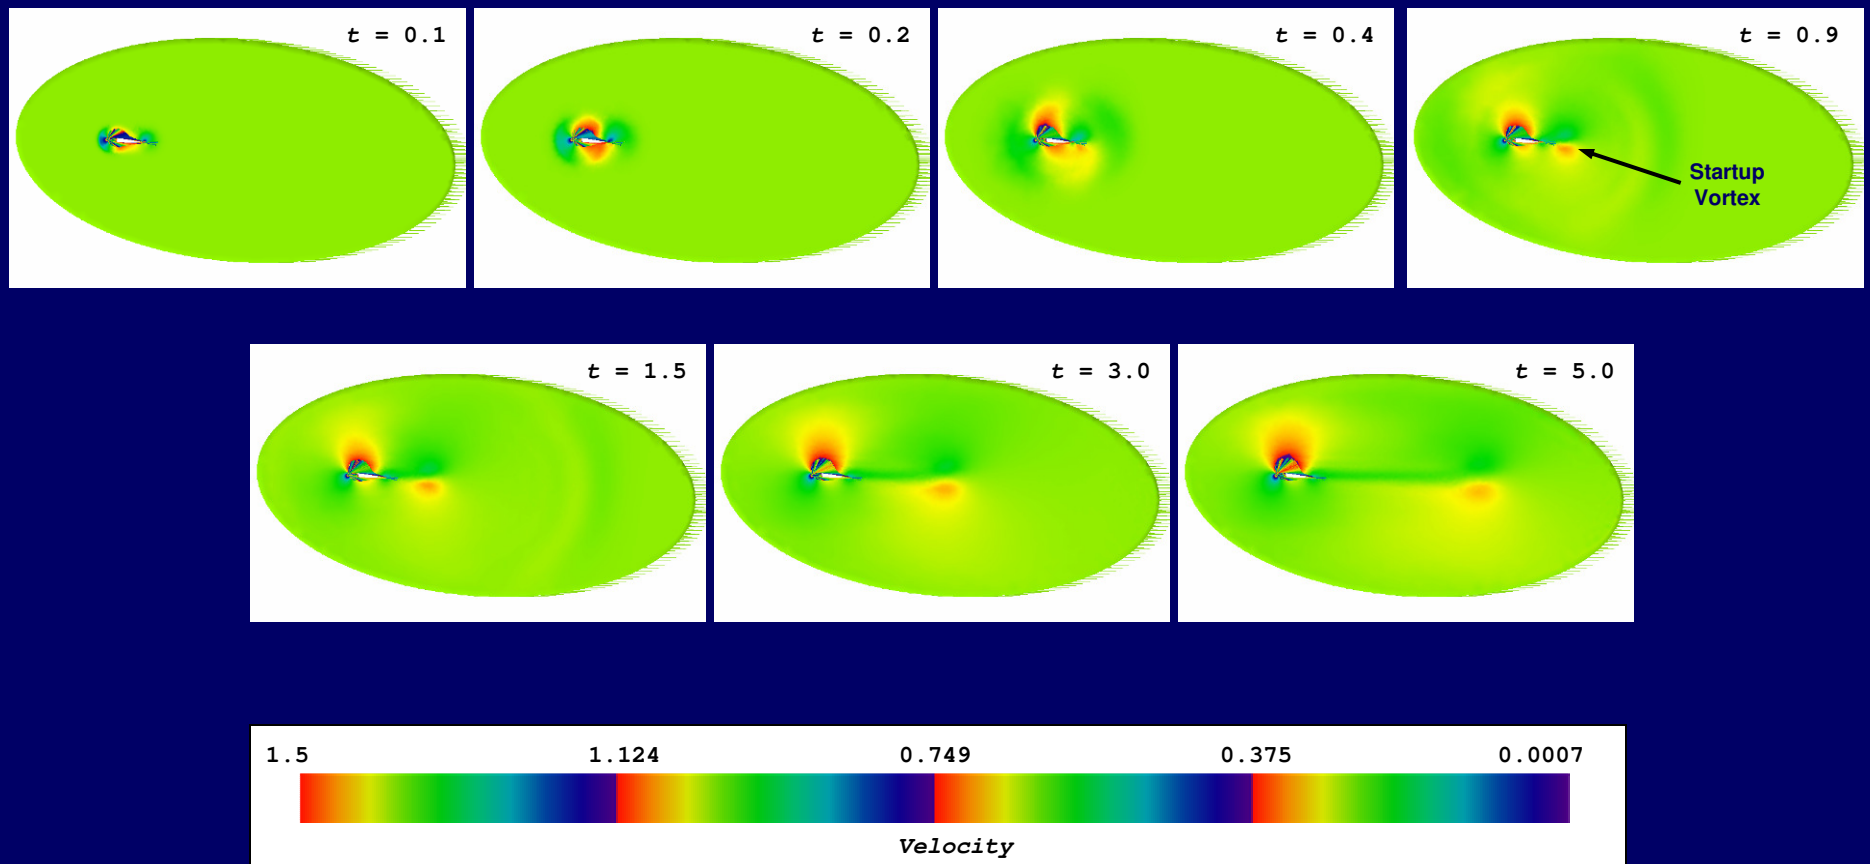 t = 0.1
t = 0.2
t = 0.4
t = 0.9
Startup
Vortex
t = 1.5
t = 3.0
t = 5.0
1.5 1.124 0.749 0.375 0.0007
Velocity